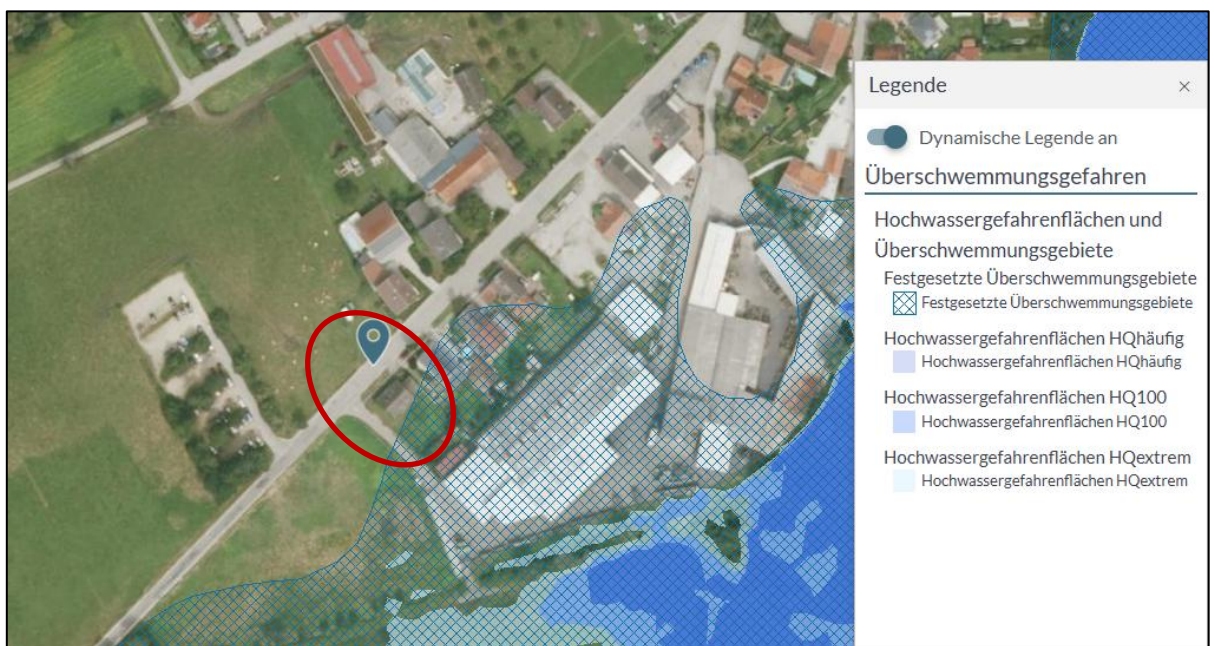 Legende ×
Dynamische Legende an
Überschwemmungsgefahren
Hochwassergefahrenflächen und
Überschwemmungsgebiete
Festgesetzte Überschwemmungsgebiete
Festgesetzte Überschwemmungsgebiete
Hochwassergefahrenflächen HQhäufig
Hochwassergefahrenflächen HQhäufig
Hochwassergefahrenflächen HQ100
Hochwassergefahrenflächen HQ100
Hochwassergefahrenflächen HQextrem
Hochwassergefahrenflächen HQextrem